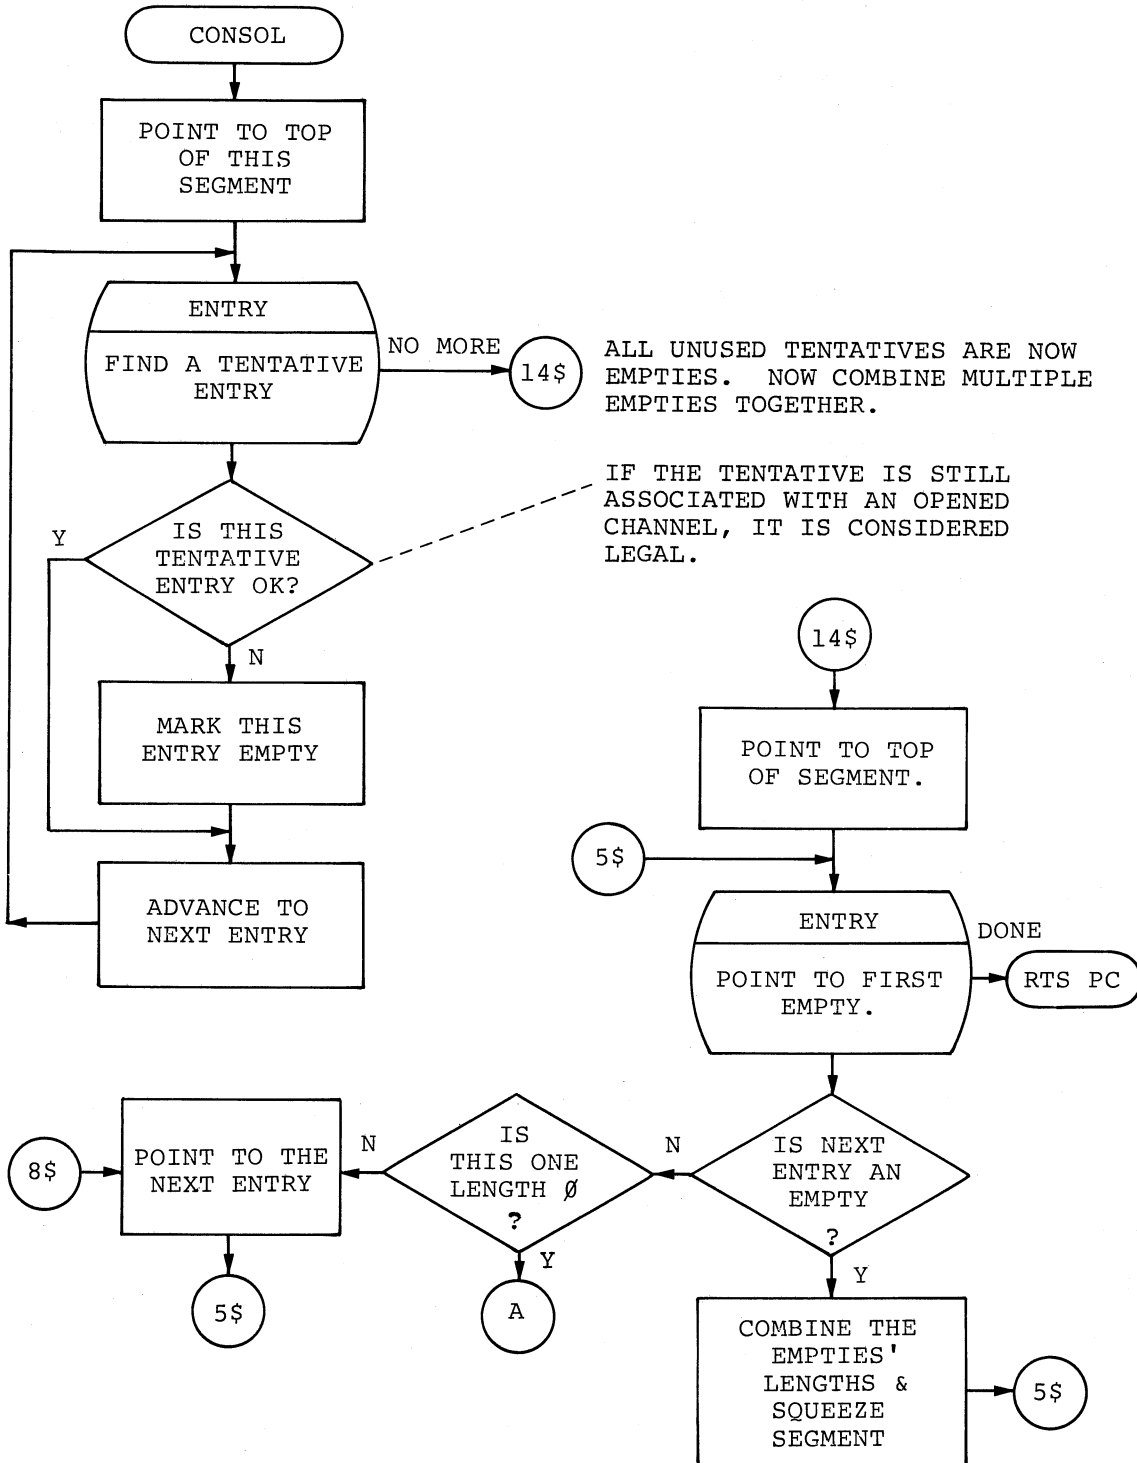 CONSOL
POINT TO TOP
OF THIS
SEGMENT
ENTRY
FIND A TENTATIVE
ENTRY
NO MORE
14$
ALL UNUSED TENTATIVES ARE NOW
EMPTIES. NOW COMBINE MULTIPLE
EMPTIES TOGETHER.
IF THE TENTATIVE IS STILL
ASSOCIATED WITH AN OPENED
CHANNEL, IT IS CONSIDERED
LEGAL.
IS THIS
TENTATIVE
ENTRY OK?
Y
N
MARK THIS
ENTRY EMPTY
ADVANCE TO
NEXT ENTRY
14$
POINT TO TOP
OF SEGMENT.
5$
ENTRY
POINT TO FIRST
EMPTY.
DONE
RTS PC
IS NEXT
ENTRY AN
EMPTY
?
N
Y
IS
THIS ONE
LENGTH Ø
?
N
Y
A
8$
POINT TO THE
NEXT ENTRY
5$
COMBINE THE
EMPTIES'
LENGTHS &
SQUEEZE
SEGMENT
5$